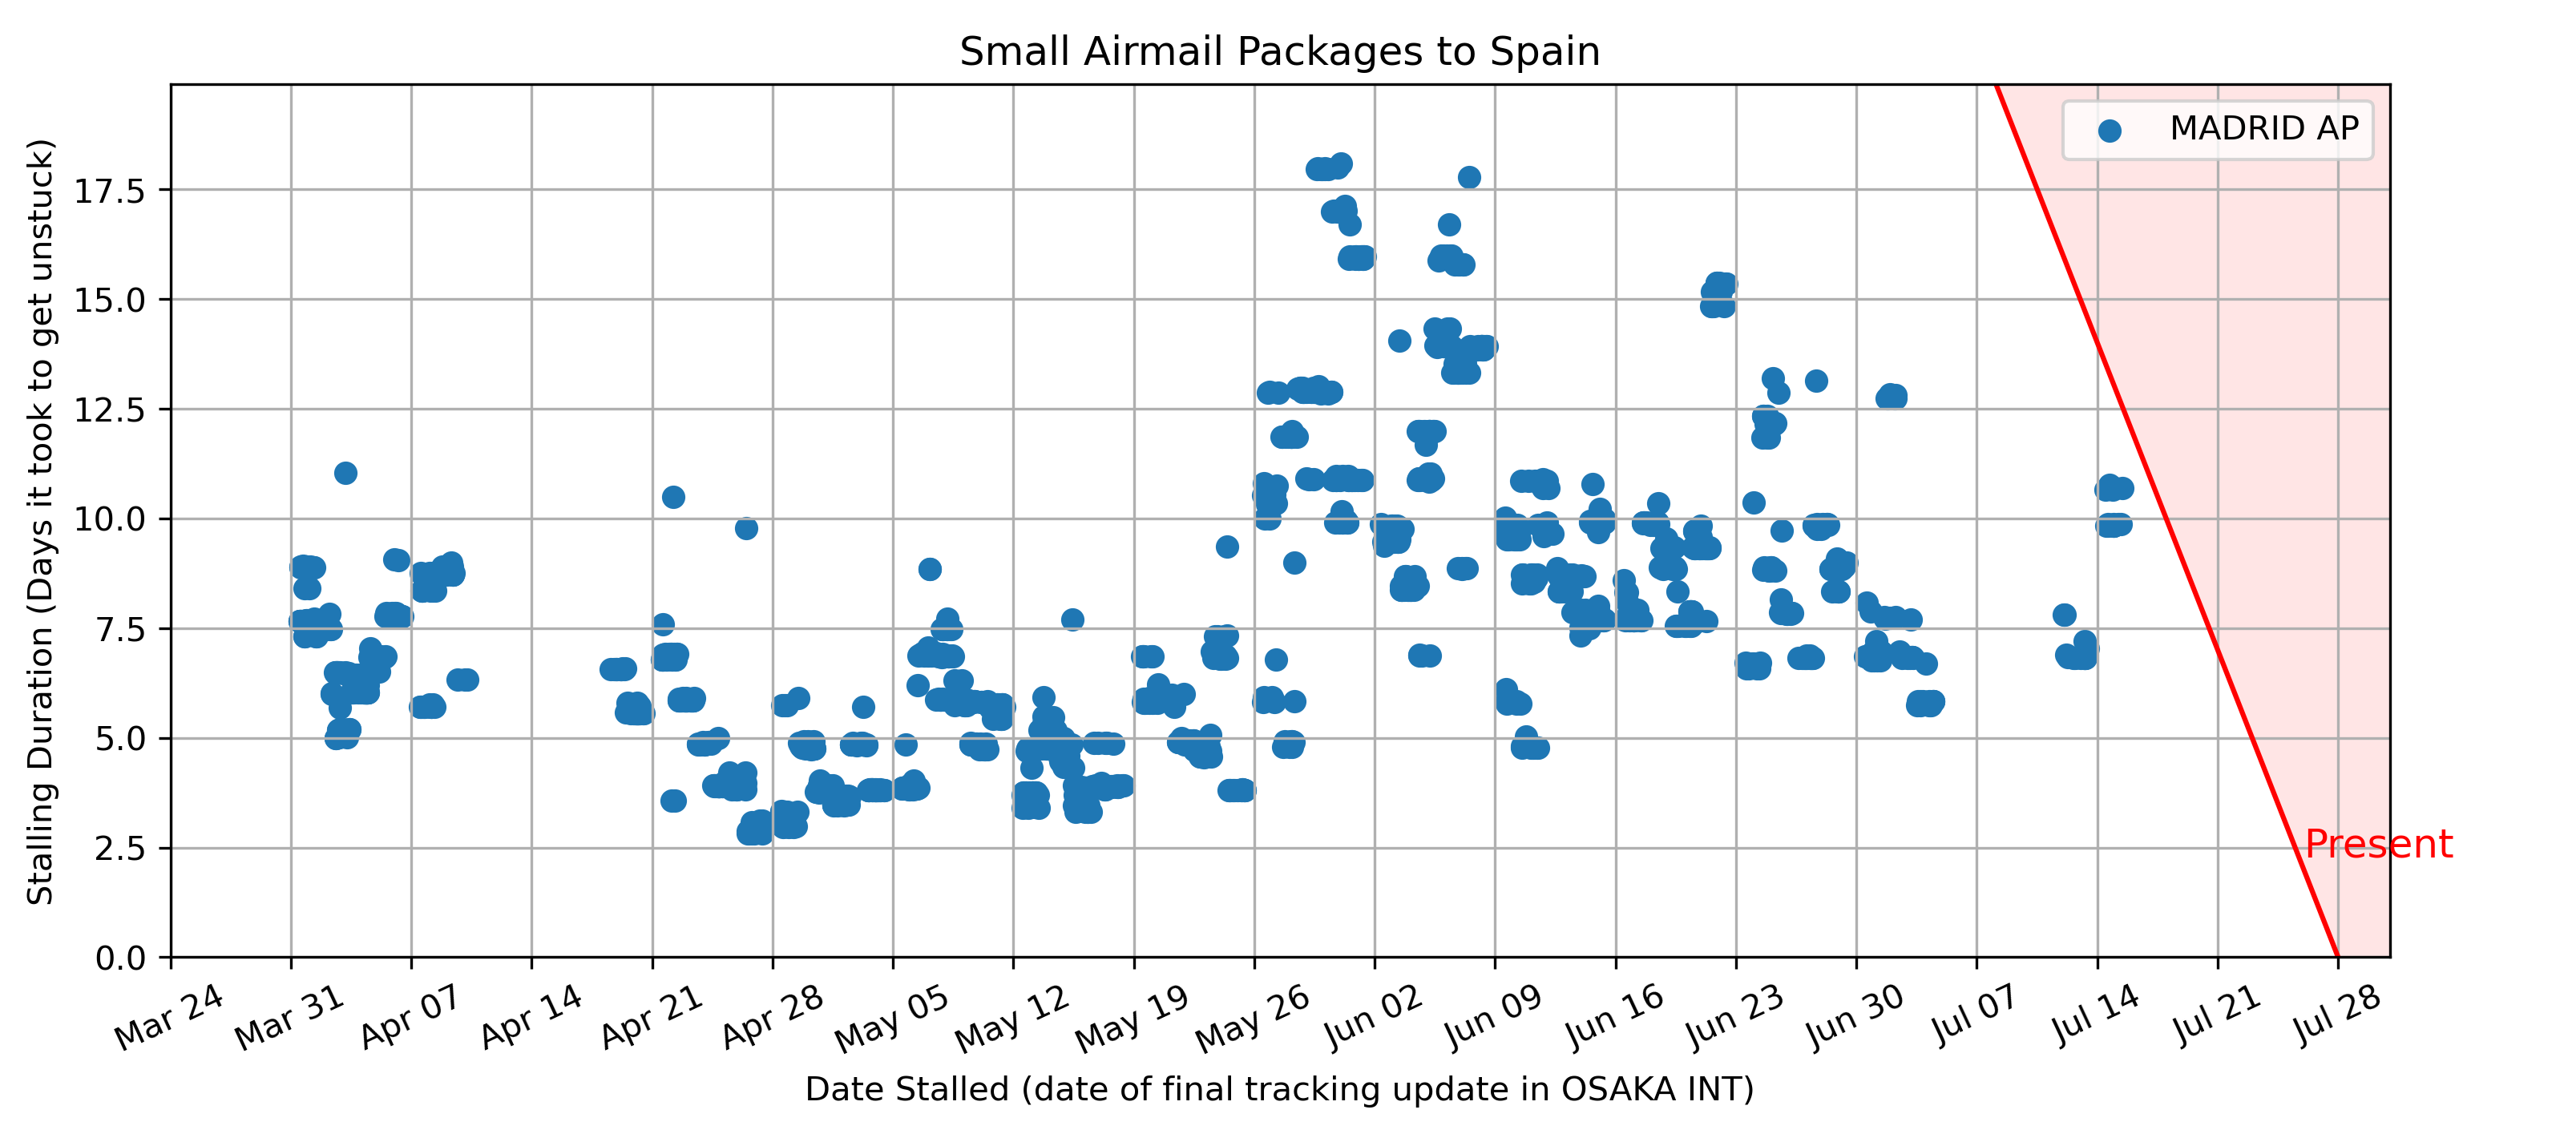 Small Airmail Packages to Spain
MADRID AP
Stalling Duration (Days it took to get unstuck)
17.5
15.0
12.5
10.0
7.5
5.0
2.5
0.0
Present
Mar 24
Mar 31
Apr 07
Apr 14
Apr 21
Apr 28
May 05
May 12
May 19
May 26
Jun 02
Jun 09
Jun 16
Jun 23
Jun 30
Jul 07
Jul 14
Jul 21
Jul 28
Date Stalled (date of final tracking update in OSAKA INT)